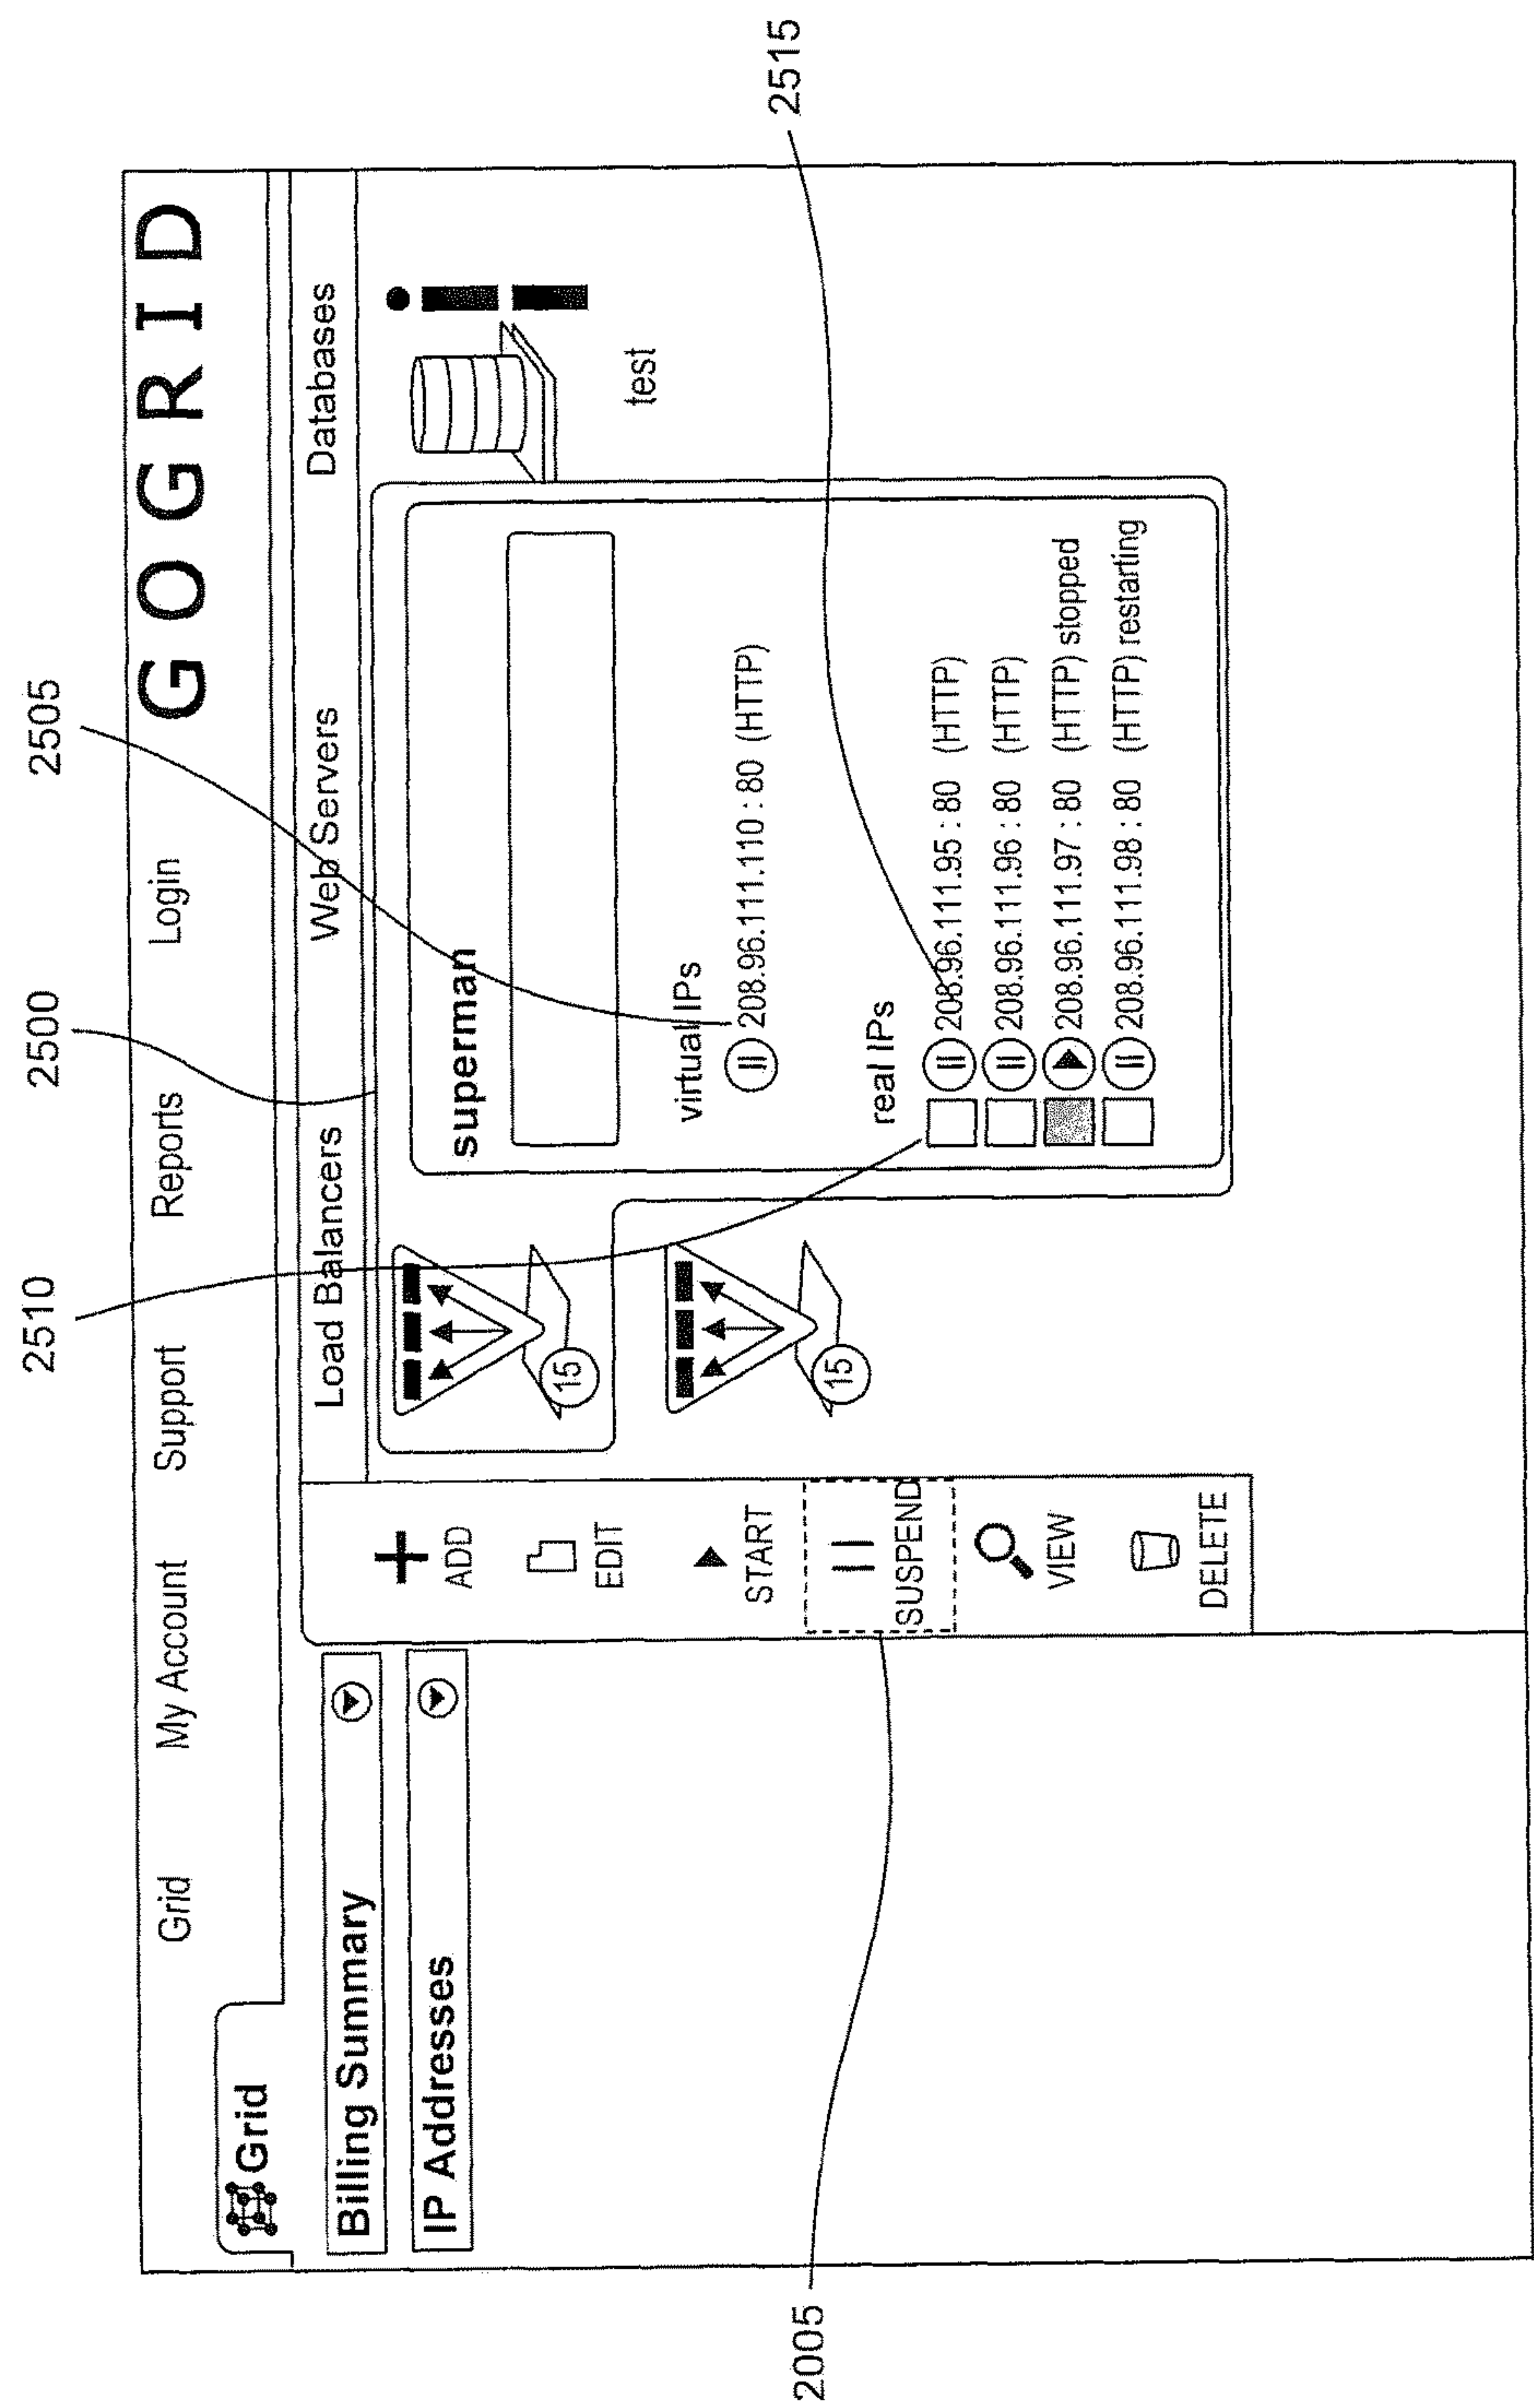 2510
2500
2505
Grid My Account Support Reports Login GOGRID
Grid
Billing Summary
IP Addresses
Load Balancers Web Servers Databases
ADD
EDIT
START
SUSPEND
VIEW
DELETE
15
15
superman
virtual IPs
208.96.111.110 : 80 (HTTP)
real IPs
208.96.111.95 : 80 (HTTP)
208.96.111.96 : 80 (HTTP)
208.96.111.97 : 80 (HTTP) stopped
208.96.111.98 : 80 (HTTP) restarting
test
2005
2515